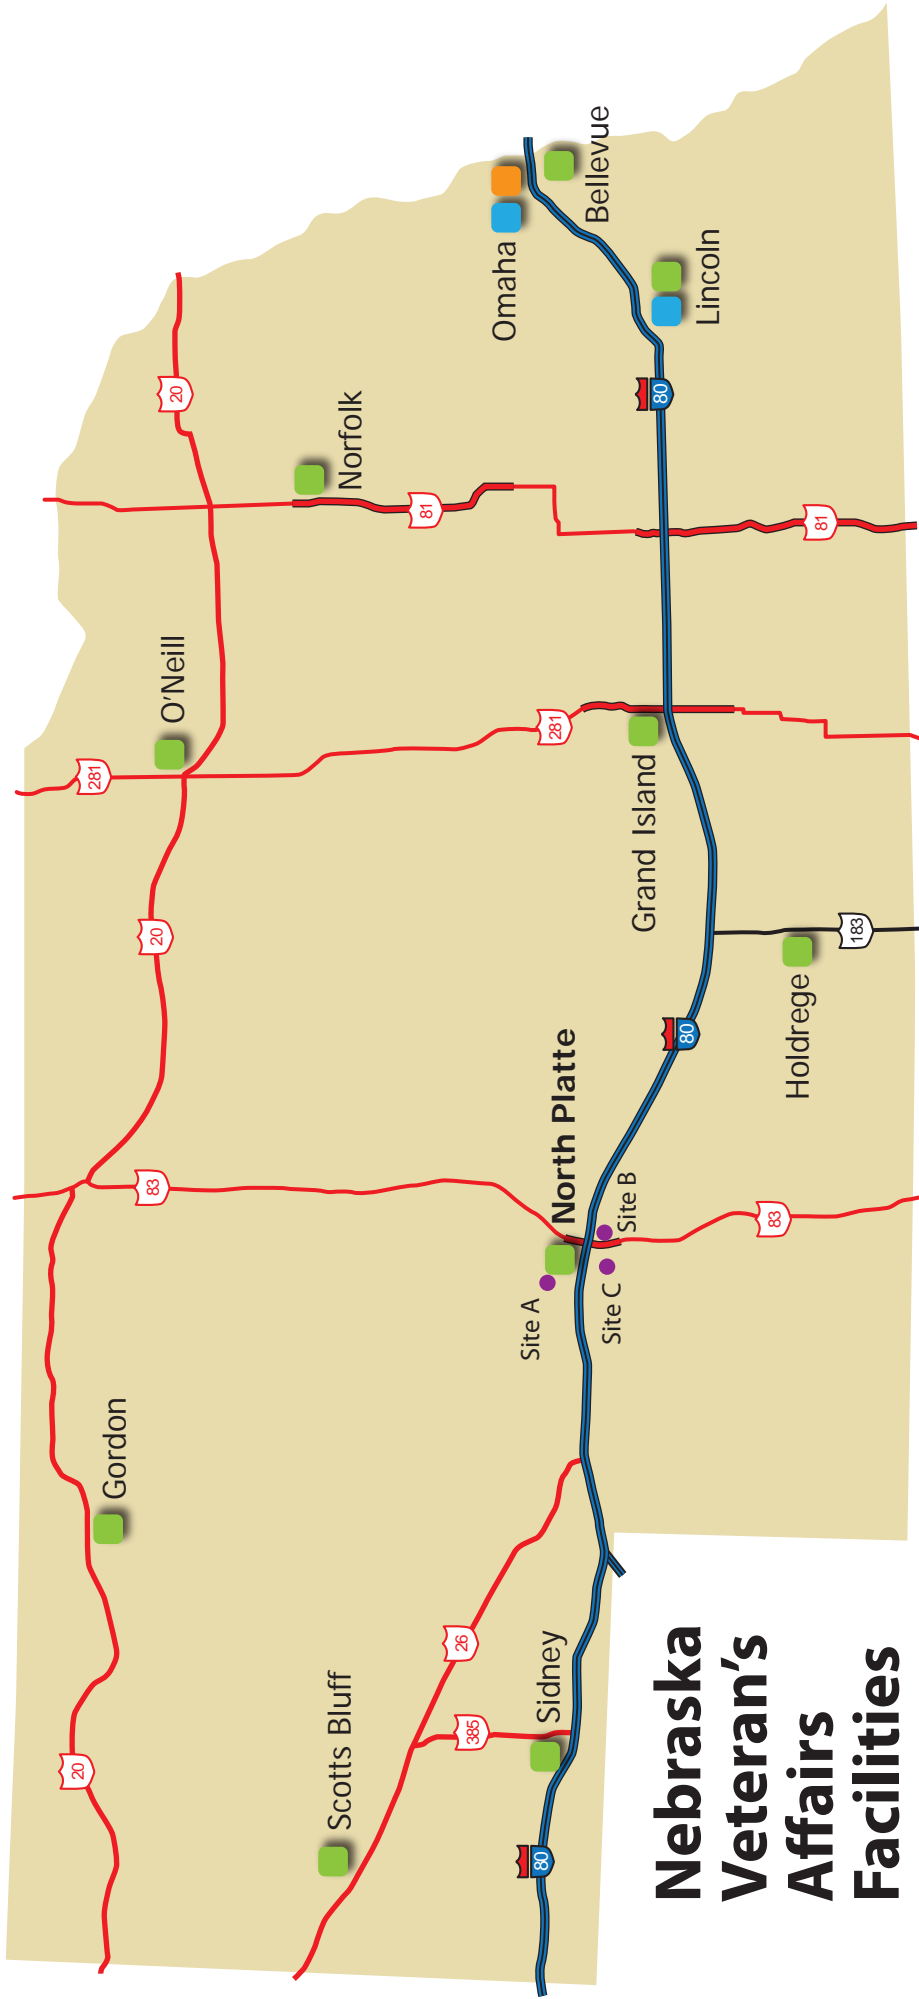 Nebraska
Veteran's
Affairs
Facilities
20
Gordon
83
20
281
O'Neill
20
Scotts Bluff
26
385
Sidney
80
Site A
North Platte
Site C
Site B
83
80
Holdrege
183
Grand Island
281
Norfolk
81
81
80
Omaha
Bellevue
Lincoln